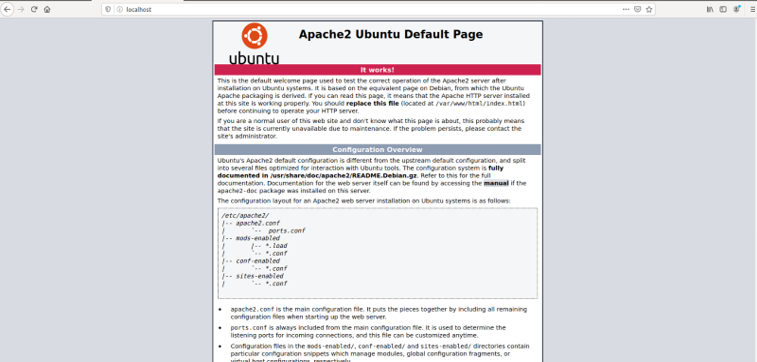 localhost
Apache2 Ubuntu Default Page
ubuntu
It works!
This is the default welcome page used to test the correct operation of the Apache2 server after
installation on Ubuntu systems. It is based on the equivalent page on Debian, from which the Ubuntu
Apache packaging is derived. If you can read this page, it means that the Apache HTTP server installed
at this site is working properly. You should replace this file (located at /var/www/html/index.html)
before continuing to operate your HTTP server.
If you are a normal user of this web site and don't know what this page is about, this probably means
that the site is currently unavailable due to maintenance. If the problem persists, please contact the
site's administrator.
Configuration Overview
Ubuntu's Apache2 default configuration is different from the upstream default configuration, and split
into several files optimized for interaction with Ubuntu tools. The configuration system is fully
documented in /usr/share/doc/apache2/README.Debian.gz. Refer to this for the full
documentation. Documentation for the web server itself can be found by accessing the manual if the
apache2-doc package was installed on this server.
The configuration layout for an Apache2 web server installation on Ubuntu systems is as follows:
/etc/apache2/
|-- apache2.conf
|       `--  ports.conf
|-- mods-enabled
|       |-- *.load
|       `-- *.conf
|-- conf-enabled
|       `-- *.conf
|-- sites-enabled
|       `-- *.conf
• apache2.conf is the main configuration file. It puts the pieces together by including all remaining
configuration files when starting up the web server.
• ports.conf is always included from the main configuration file. It is used to determine the
listening ports for incoming connections, and this file can be customized anytime.
• Configuration files in the mods-enabled/, conf-enabled/ and sites-enabled/ directories contain
particular configuration snippets which manage modules, global configuration fragments, or
virtual host configurations, respectively.